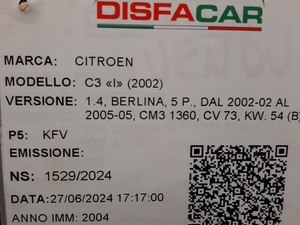 DISFACAR
MARCA: CITROEN
MODELLO: C3 «I» (2002)
VERSIONE: 1.4, BERLINA, 5 P., DAL 2002-02 AL
2005-05, CM3 1360, CV 73, KW. 54 (B)
P5: KFV
EMISSIONE:
NS: 1529/2024
DATA:27/06/2024 17:17:00
ANNO IMM: 2004